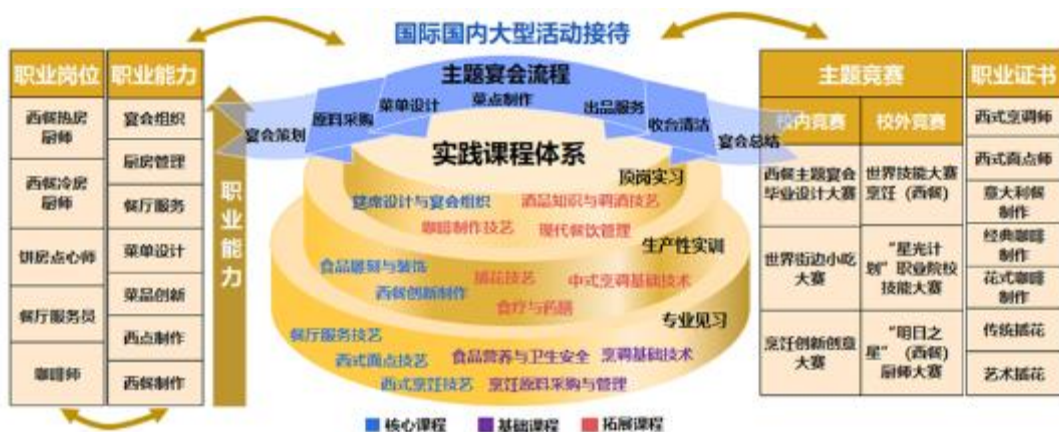 国际国内大型活动接待
职业岗位
西餐热房
厨师
西餐冷房
厨师
饼房点心师
餐厅服务员
咖啡师
职业能力
宴会组织
厨房管理
餐厅服务
菜单设计
菜品创新
西点制作
西餐制作
职业能力
主题宴会流程
宴会策划
原料采购
菜单设计
菜点制作
出品服务
收台清洁
宴会总结
实践课程体系
顶岗实习
宴席设计与宴会组织
酒品知识与调酒技艺
咖啡制作技艺
现代餐饮管理
生产性实训
食品雕刻与装饰
插花技艺
中式烹调基础技术
西餐创新制作
食疗与药膳
专业见习
餐厅服务技艺
西式面点技艺
食品营养与卫生安全
烹调基础技术
西式烹饪技艺
烹饪原料采购与管理
核心课程
基础课程
拓展课程
主题竞赛
校内竞赛
西餐主题宴会
毕业设计大赛
世界街边小吃
大赛
烹饪创新创意
大赛
校外竞赛
世界技能大赛
烹饪（西餐）
“星光计
划”职业院校
技能大赛
“明日之
星”（西餐）
厨师大赛
职业证书
西式烹调师
西式面点师
意大利餐
制作
经典咖啡
制作
花式咖啡
制作
传统插花
艺术插花